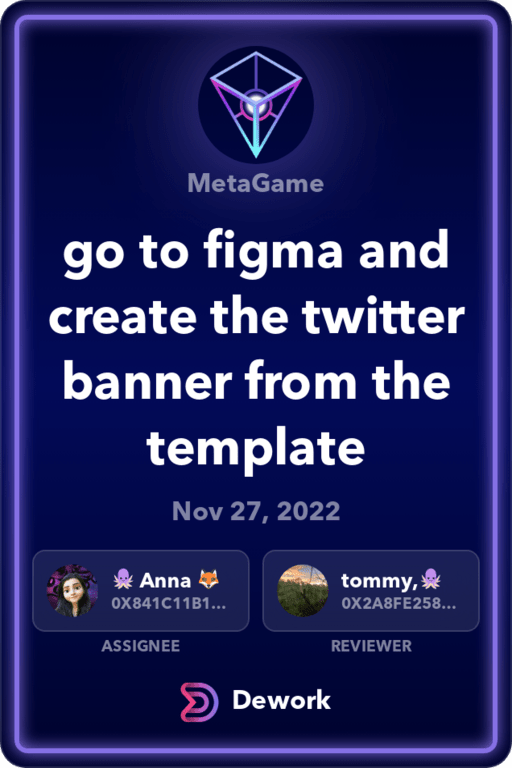 MetaGame
go to figma and
create the twitter
banner from the
template
Nov 27, 2022
🐙 Anna 🦊
0X841C11B1...
ASSIGNEE
tommy,🐙
0X2A8FE258...
REVIEWER
Dework